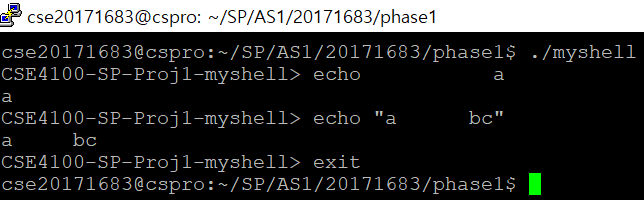 cse20171683@cspro: ~/SP/AS1/20171683/phase1
cse20171683@cspro:~/SP/AS1/20171683/phase1$ ./myshell
CSE4100-SP-Proj1-myshell> echo           a
a
CSE4100-SP-Proj1-myshell> echo "a      bc"
a     bc
CSE4100-SP-Proj1-myshell> exit
cse20171683@cspro:~/SP/AS1/20171683/phase1$